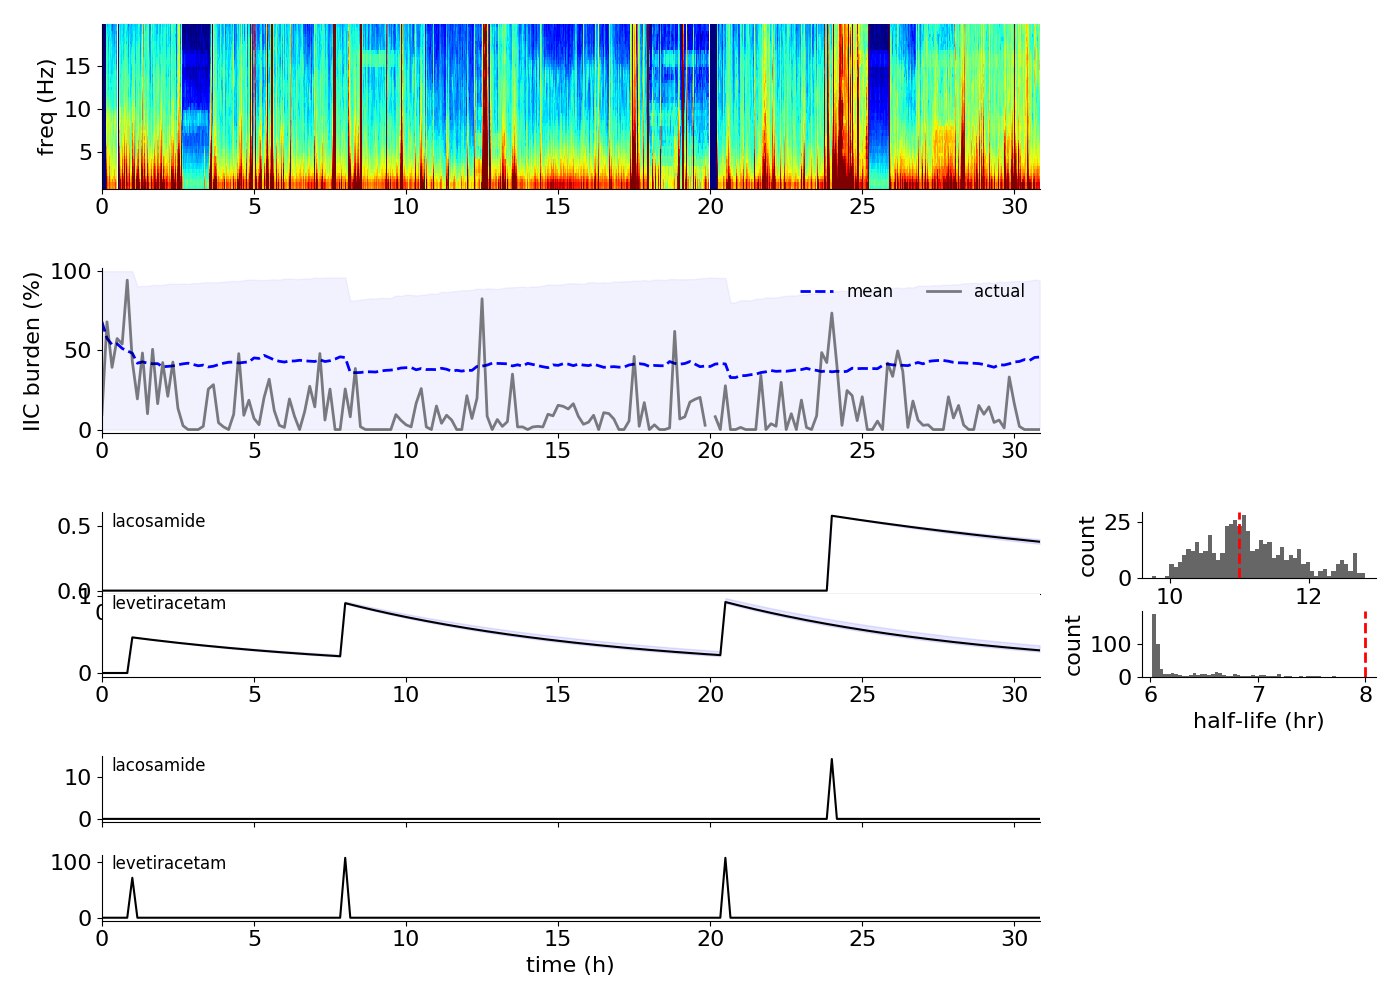 15
10
5
freq (Hz)
0 5 10 15 20 25 30
100
50
0
IIC burden (%)
mean actual
0 5 10 15 20 25 30
0.5
0.0
lacosamide
25
0
count
10 12
0
1
0
levetiracetam
0 5 10 15 20 25 30
100
0
count
6 7 8
half-life (hr)
10
0
lacosamide
100
0
levetiracetam
0 5 10 15 20 25 30
time (h)